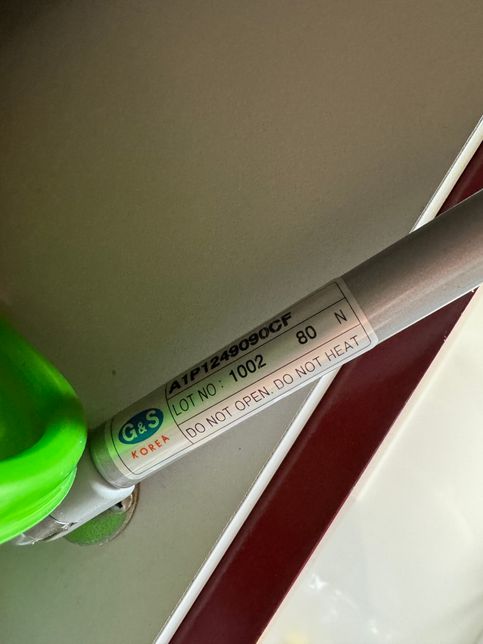 G&S
KOREA
A1P1249090CF
LOT NO : 1002 80 N
DO NOT OPEN. DO NOT HEAT